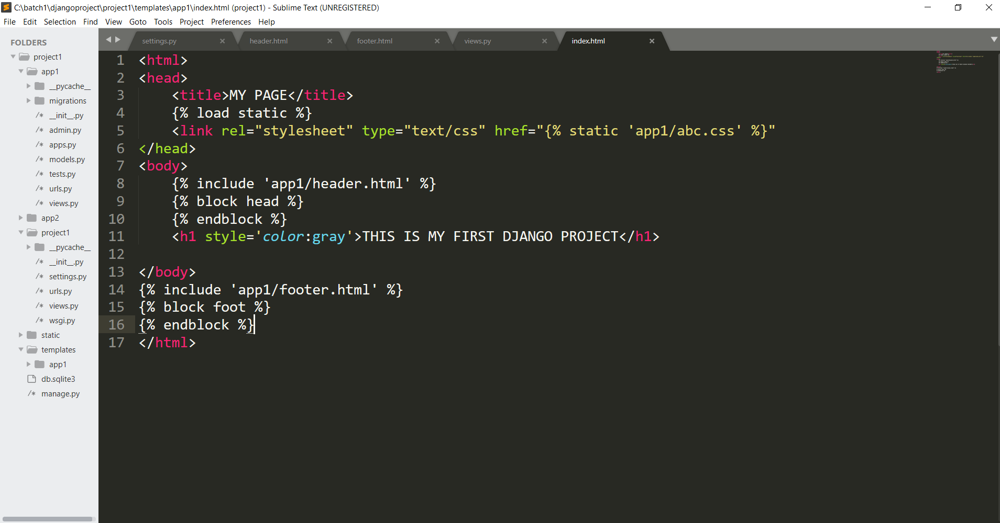 C:\batch1\djangoproject\project1\templates\app1\index.html (project1) - Sublime Text (UNREGISTERED)
File Edit Selection Find View Goto Tools Project Preferences Help
FOLDERS
project1
app1
__pycache__
migrations
/* __init__.py
/* admin.py
/* apps.py
/* models.py
/* tests.py
/* urls.py
/* views.py
app2
project1
__pycache__
/* __init__.py
/* settings.py
/* urls.py
/* views.py
/* wsgi.py
static
templates
app1
db.sqlite3
/* manage.py
settings.py header.html footer.html views.py index.html
1 <html>
2 <head>
3     <title>MY PAGE</title>
4     {% load static %}
5     <link rel="stylesheet" type="text/css" href="{% static 'app1/abc.css' %}"
6 </head>
7 <body>
8     {% include 'app1/header.html' %}
9     {% block head %}
10     {% endblock %}
11     <h1 style='color:gray'>THIS IS MY FIRST DJANGO PROJECT</h1>
12
13 </body>
14 {% include 'app1/footer.html' %}
15 {% block foot %}
16 {% endblock %}
17 </html>